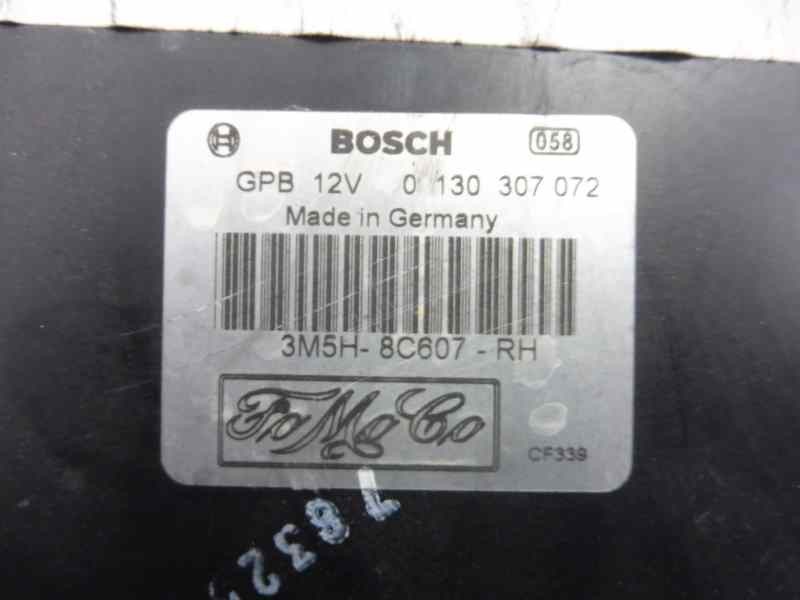 BOSCH 058
GPB 12V 0 130 307 072
Made in Germany
3M5H- 8C607 - RH
FoMoCo
CF339